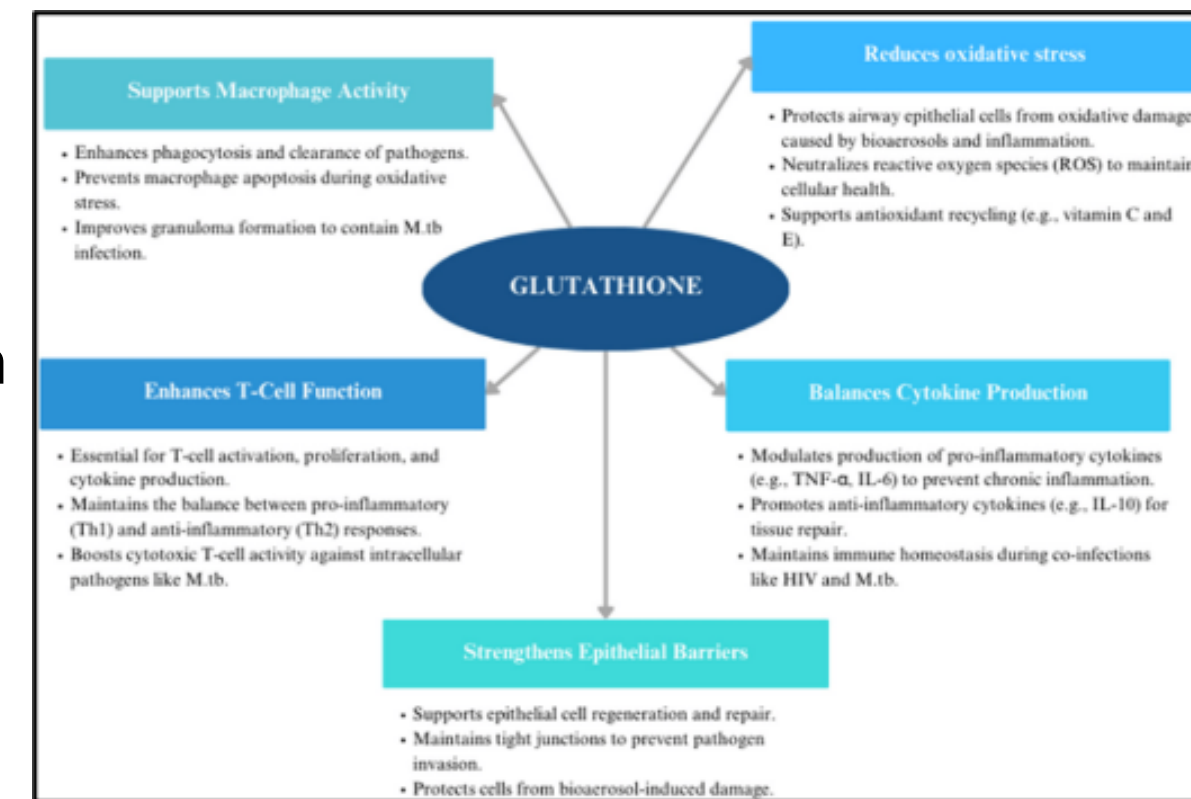 Supports Macrophage Activity
• Enhances phagocytosis and clearance of pathogens.
• Prevents macrophage apoptosis during oxidative
stress.
• Improves granuloma formation to contain M.tb
infection.
Reduces oxidative stress
• Protects airway epithelial cells from oxidative damage
caused by bioaerosols and inflammation.
• Neutralizes reactive oxygen species (ROS) to maintain
cellular health.
• Supports antioxidant recycling (e.g., vitamin C and
E).
GLUTATHIONE
Enhances T-Cell Function
• Essential for T-cell activation, proliferation, and
cytokine production.
• Maintains the balance between pro-inflammatory
(Th1) and anti-inflammatory (Th2) responses.
• Boosts cytotoxic T-cell activity against intracellular
pathogens like M.tb.
Balances Cytokine Production
• Modulates production of pro-inflammatory cytokines
(e.g., TNF-α, IL-6) to prevent chronic inflammation.
• Promotes anti-inflammatory cytokines (e.g., IL-10) for
tissue repair.
• Maintains immune homeostasis during co-infections
like HIV and M.tb.
Strengthens Epithelial Barriers
• Supports epithelial cell regeneration and repair.
• Maintains tight junctions to prevent pathogen
invasion.
• Protects cells from bioaerosol-induced damage.